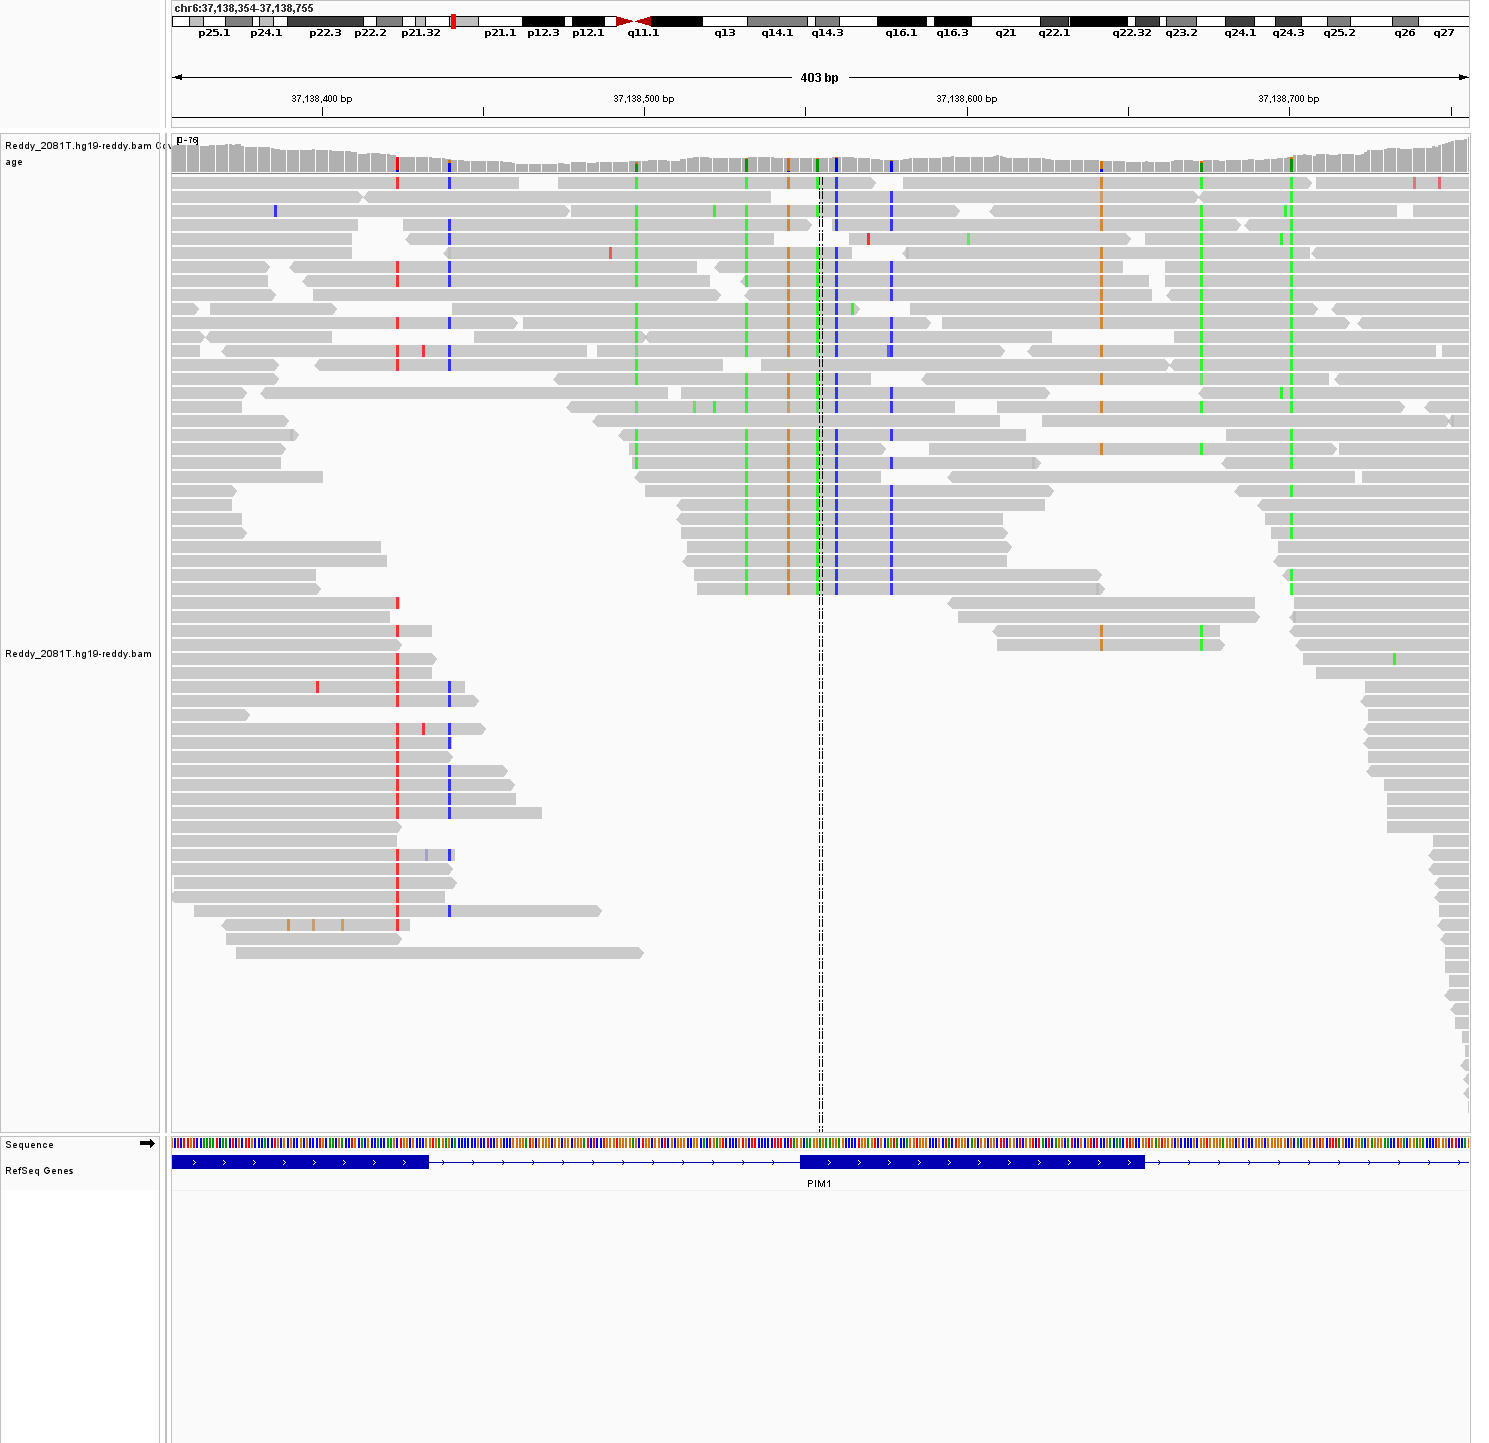 chr6:37,138,354-37,138,755
p25.1 p24.1 p22.3 p22.2 p21.32 p21.1 p12.3 p12.1 q11.1 q13 q14.1 q14.3 q16.1 q16.3 q21 q22.1 q22.32 q23.2 q24.1 q24.3 q25.2 q26 q27
403 bp
37,138,400 bp 37,138,500 bp 37,138,600 bp 37,138,700 bp
[0-76]
Reddy_2081T.hg19-reddy.bam Cov
age
Reddy_2081T.hg19-reddy.bam
Sequence
RefSeq Genes
PIM1